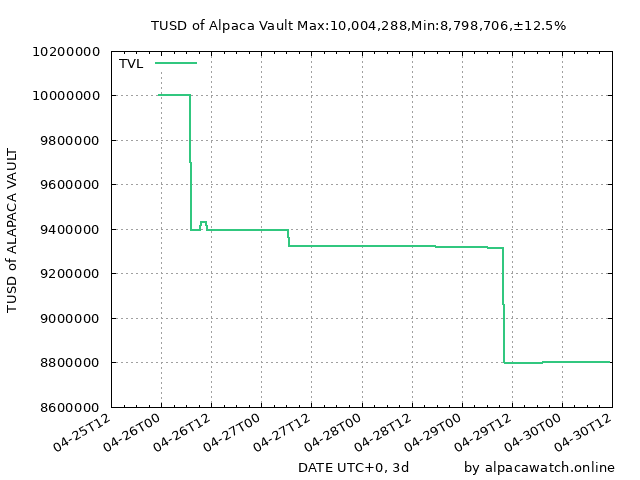 TUSD of Alpaca Vault Max:10,004,288,Min:8,798,706,±12.5%
TVL
TUSD of ALAPACA VAULT
10200000
10000000
9800000
9600000
9400000
9200000
9000000
8800000
8600000
04-25T12
04-26T00
04-26T12
04-27T00
04-27T12
04-28T00
04-28T12
04-29T00
04-29T12
04-30T00
04-30T12
DATE UTC+0, 3d
by alpacawatch.online